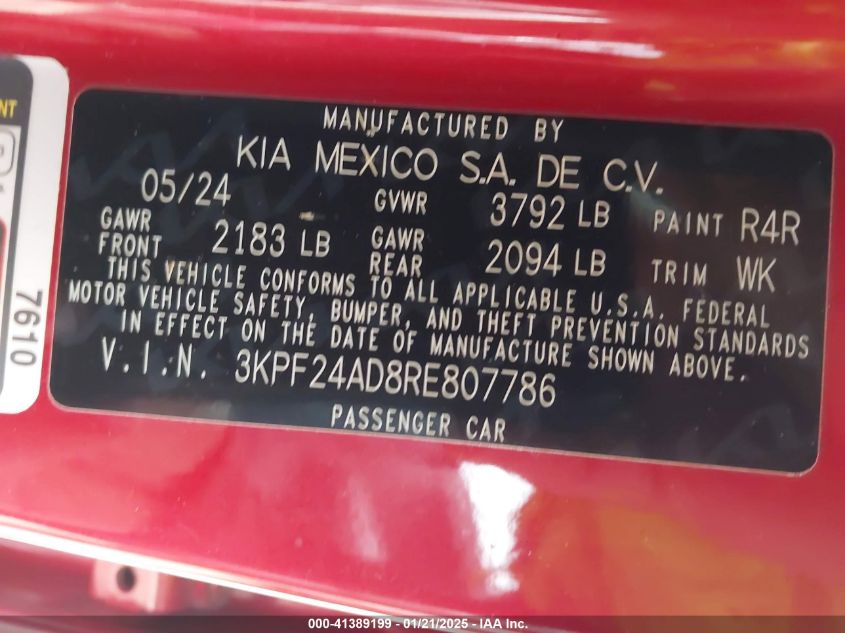 MANUFACTURED BY
KIA MEXICO S.A. DE C.V.
05/24 GVWR 3792 LB PAINT R4R
GAWR FRONT 2183 LB GAWR REAR 2094 LB TRIM WK
THIS VEHICLE CONFORMS TO ALL APPLICABLE U.S.A. FEDERAL
MOTOR VEHICLE SAFETY, BUMPER, AND THEFT PREVENTION STANDARDS
IN EFFECT ON THE DATE OF MANUFACTURE SHOWN ABOVE.
V.I.N. 3KPF24AD8RE807786
PASSENGER CAR
7610
000-41389199 - 01/21/2025 - IAA Inc.